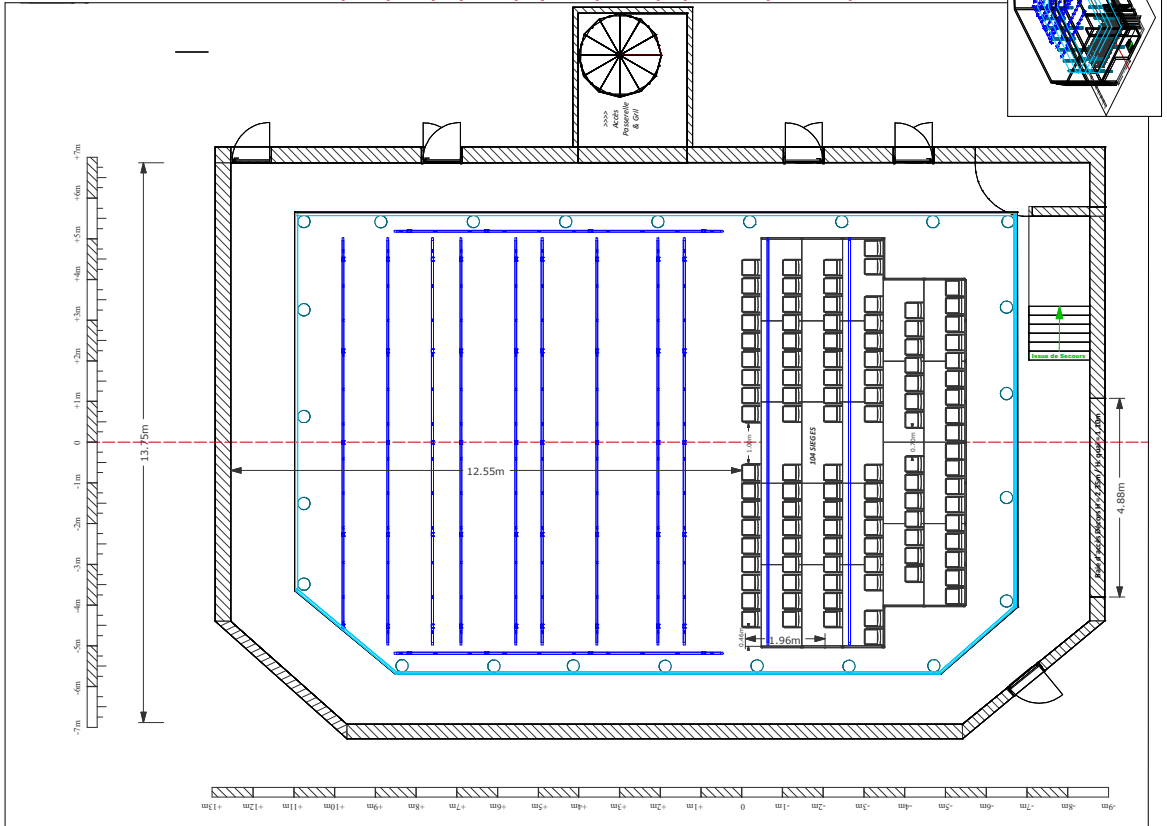 >>>>
Accès
Passerelle
& Gril
+7m
+6m
+5m
+4m
+3m
+2m
+1m
0
-1m
-2m
-3m
-4m
-5m
-6m
-7m
13.75m
12.55m
104 SIEGES
0.46m
1.96m
Issue de Secours
4.88m
+13m
+12m
+11m
+10m
+9m
+8m
+7m
+6m
+5m
+4m
+3m
+2m
+1m
0
-1m
-2m
-3m
-4m
-5m
-6m
-7m
-8m
-9m